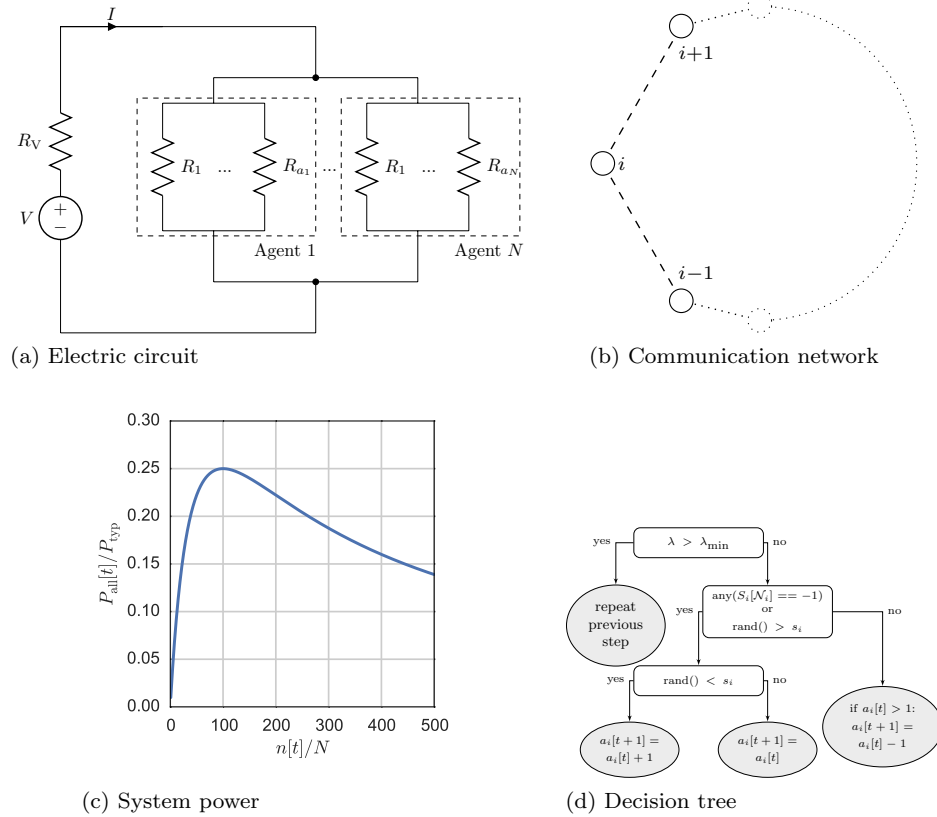 I
R_V
V
R_1 ... R_{a_1} ... R_1 ... R_{a_N}
Agent 1
Agent N
(a) Electric circuit
i+1
i
i−1
(b) Communication network
P_all[t]/P_typ
0.30
0.25
0.20
0.15
0.10
0.05
0.00
0 100 200 300 400 500
n[t]/N
(c) System power
yes λ > λ_min no
repeat
previous
step
yes any(S_i[N_i] == −1) no
or
rand() > s_i
yes rand() < s_i no
a_i[t + 1] =
a_i[t] + 1
a_i[t + 1] =
a_i[t]
if a_i[t] > 1:
a_i[t + 1] =
a_i[t] − 1
(d) Decision tree